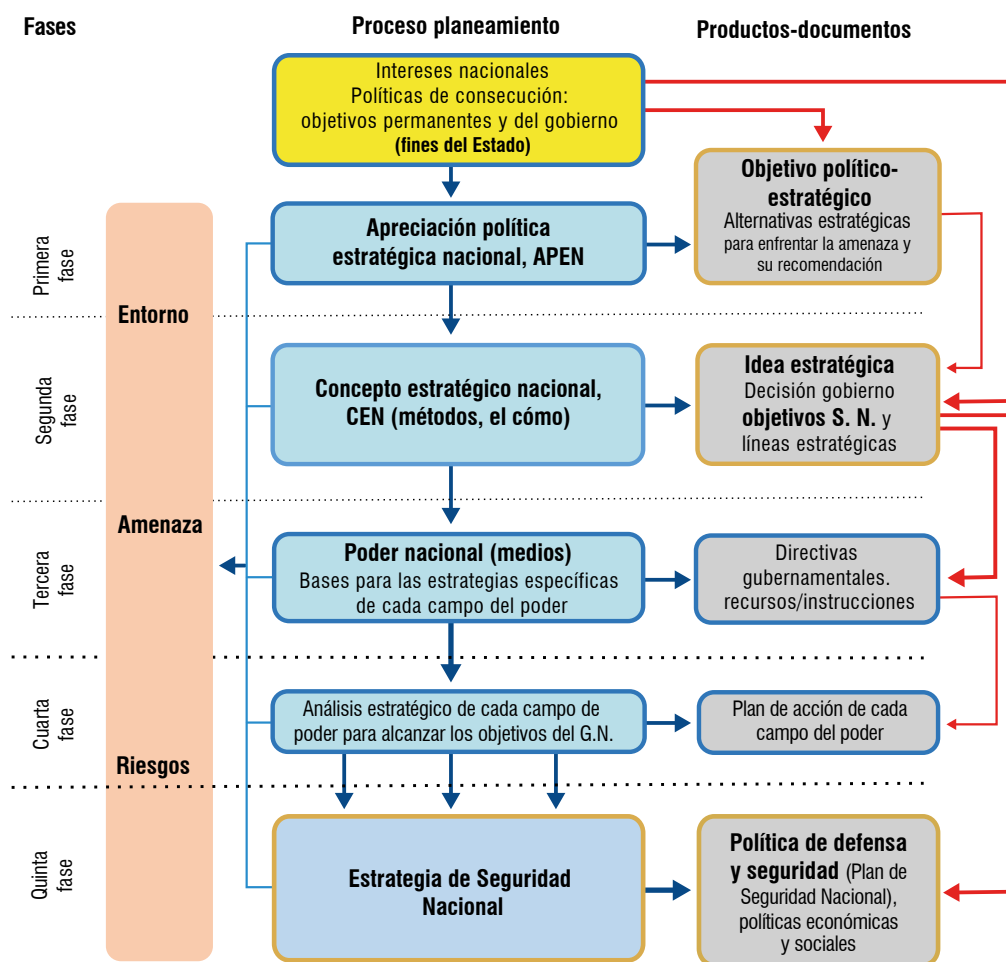 Fases
Proceso planeamiento
Productos-documentos
Intereses nacionales
Políticas de consecución:
objetivos permanentes y del gobierno
(fines del Estado)
Objetivo político-
estratégico
Alternativas estratégicas
para enfrentar la amenaza y
su recomendación
Primera
fase
Entorno
Apreciación política
estratégica nacional, APEN
Segunda
fase
Concepto estratégico nacional,
CEN (métodos, el cómo)
Idea estratégica
Decisión gobierno
objetivos S. N. y
líneas estratégicas
Amenaza
Tercera
fase
Poder nacional (medios)
Bases para las estrategias específicas
de cada campo del poder
Directivas
gubernamentales.
recursos/instrucciones
Cuarta
fase
Riesgos
Análisis estratégico de cada campo de
poder para alcanzar los objetivos del G.N.
Plan de acción de cada
campo del poder
Quinta
fase
Estrategia de Seguridad
Nacional
Política de defensa
y seguridad (Plan de
Seguridad Nacional),
políticas económicas
y sociales